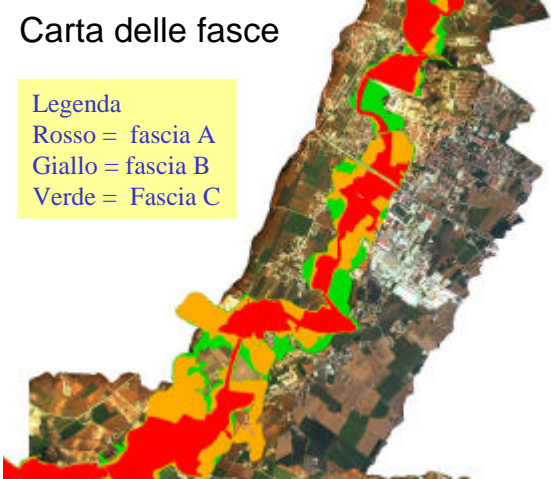 Carta delle fasce
Legenda
Rosso = fascia A
Giallo = fascia B
Verde = Fascia C